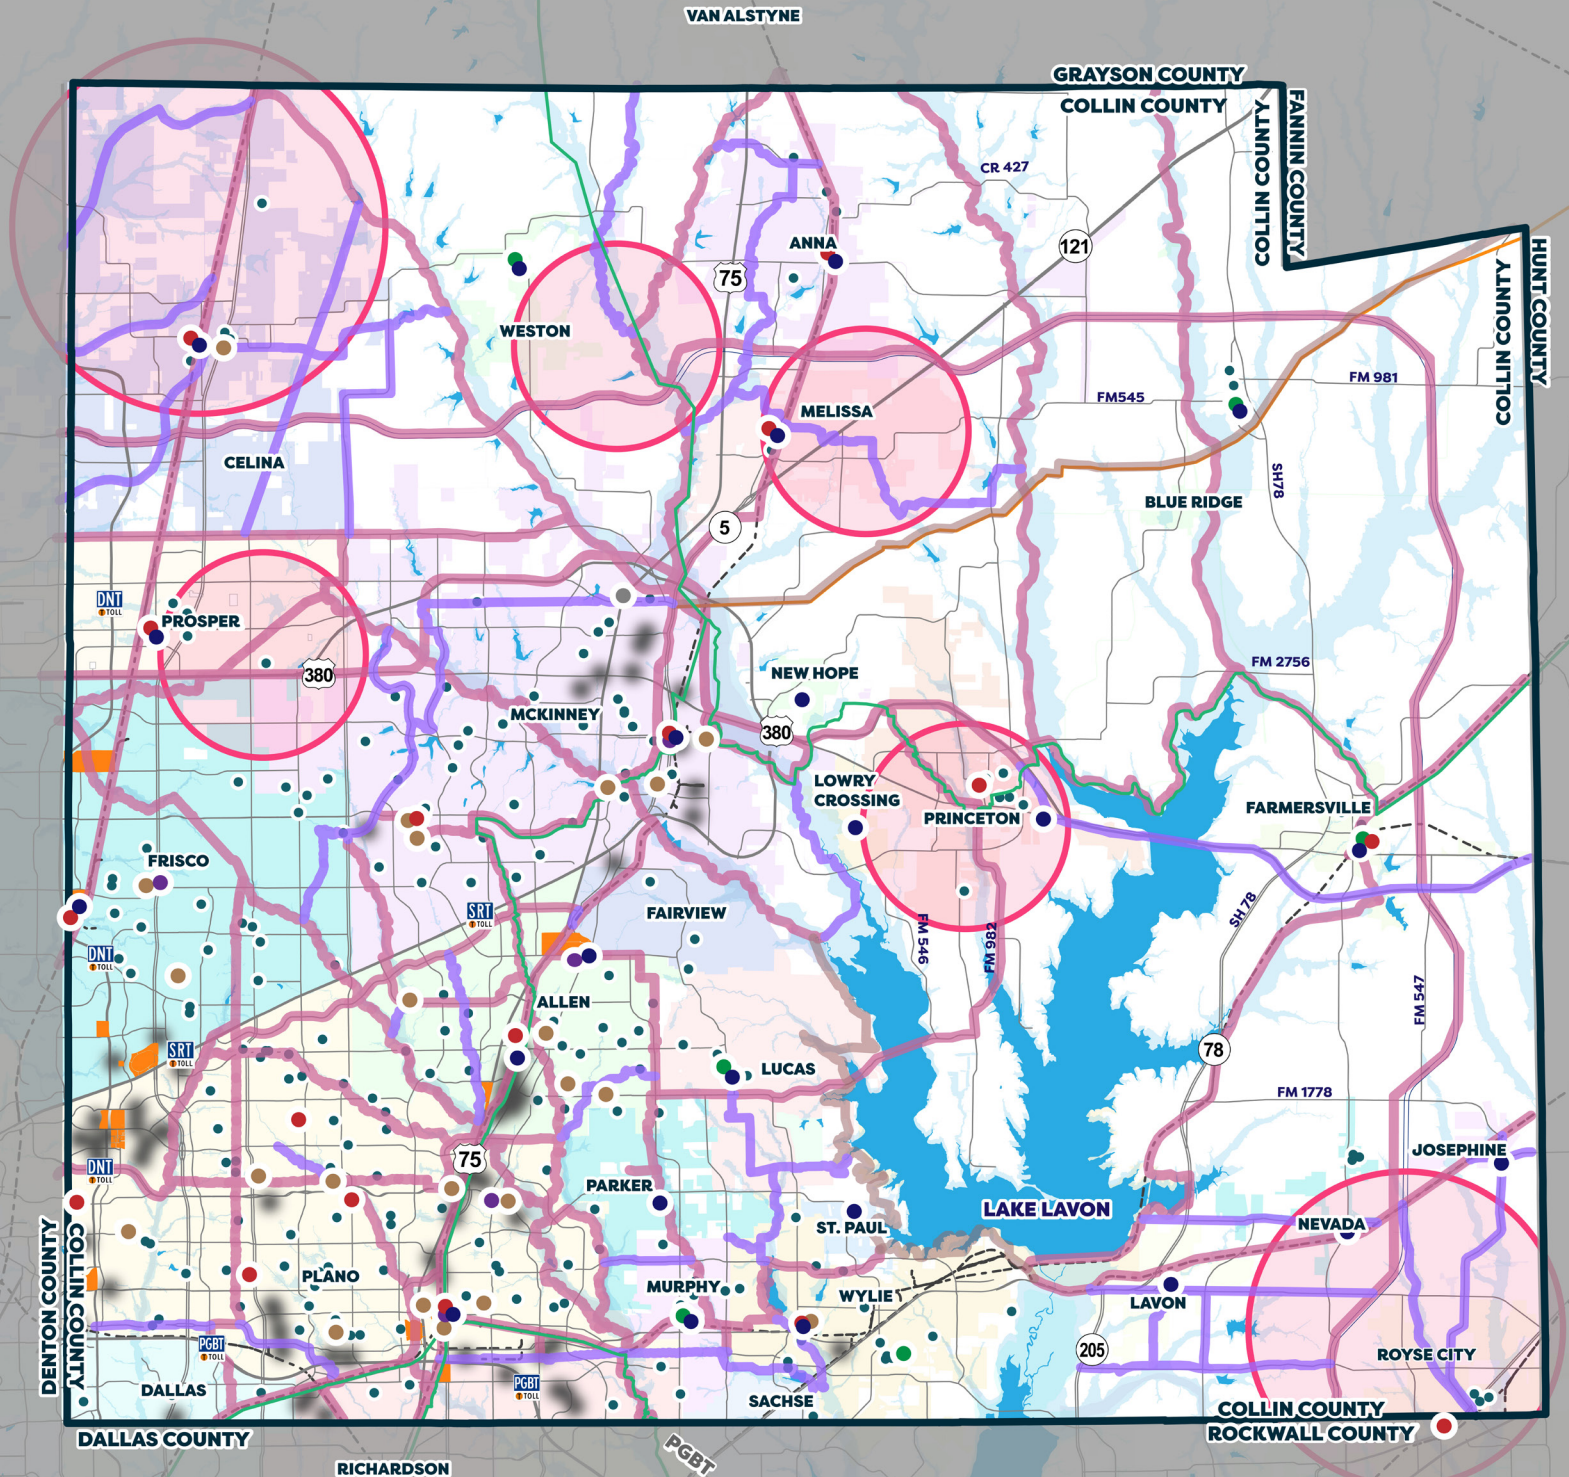 VAN ALSTYNE
GRAYSON COUNTY
COLLIN COUNTY
COLLIN COUNTY
FANNIN COUNTY
CR 427
121
ANNA
75
WESTON
HUNT COUNTY
COLLIN COUNTY
FM 981
FM545
MELISSA
CELINA
SH78
BLUE RIDGE
5
DNT
TOLL
PROSPER
380
FM 2756
NEW HOPE
MCKINNEY
380
LOWRY
CROSSING
PRINCETON
FARMERSVILLE
FRISCO
SRT
TOLL
FAIRVIEW
FM 546
FM 982
SH 78
DNT
TOLL
ALLEN
FM 547
SRT
TOLL
LUCAS
78
FM 1778
75
DNT
TOLL
JOSEPHINE
PARKER
LAKE LAVON
ST. PAUL
NEVADA
DENTON COUNTY
COLLIN COUNTY
PLANO
MURPHY
WYLIE
LAVON
PGBT
TOLL
205
ROYSE CITY
DALLAS
PGBT
TOLL
SACHSE
COLLIN COUNTY
ROCKWALL COUNTY
DALLAS COUNTY
PGBT
RICHARDSON